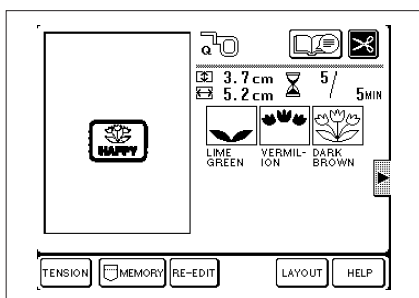 Q
3.7cm 5/
5.2cm 5MIN
HAPPY
LIME GREEN
VERMIL-ION
DARK BROWN
TENSION MEMORY RE-EDIT LAYOUT HELP